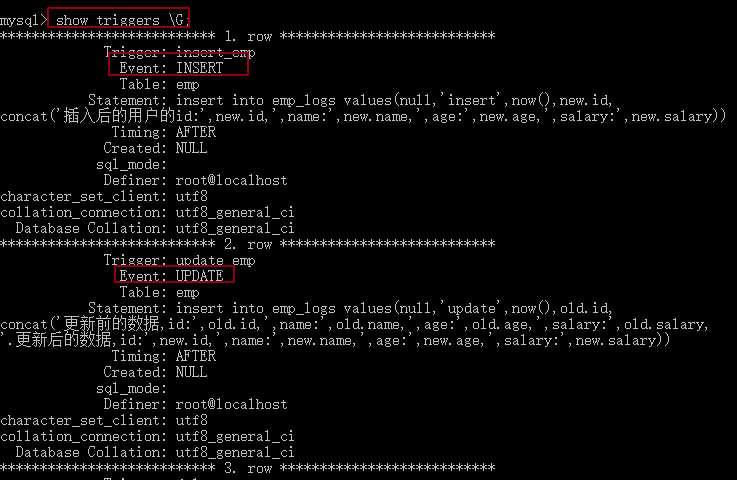 mysql> show triggers \G;
*************************** 1. row ***************************
Trigger: insert_emp
Event: INSERT
Table: emp
Statement: insert into emp_logs values(null,'insert',now(),new.id,
concat('插入后的用户的id:',new.id,',name:',new.name,',age:',new.age,',salary:',new.salary))
Timing: AFTER
Created: NULL
sql_mode:
Definer: root@localhost
character_set_client: utf8
collation_connection: utf8_general_ci
Database Collation: utf8_general_ci
*************************** 2. row ***************************
Trigger: update_emp
Event: UPDATE
Table: emp
Statement: insert into emp_logs values(null,'update',now(),old.id,
concat('更新前的数据,id:',old.id,',name:',old.name,',age:',old.age,',salary:',old.salary,
'.更新后的数据,id:',new.id,',name:',new.name,',age:',new.age,',salary:',new.salary))
Timing: AFTER
Created: NULL
sql_mode:
Definer: root@localhost
character_set_client: utf8
collation_connection: utf8_general_ci
Database Collation: utf8_general_ci
*************************** 3. row ***************************